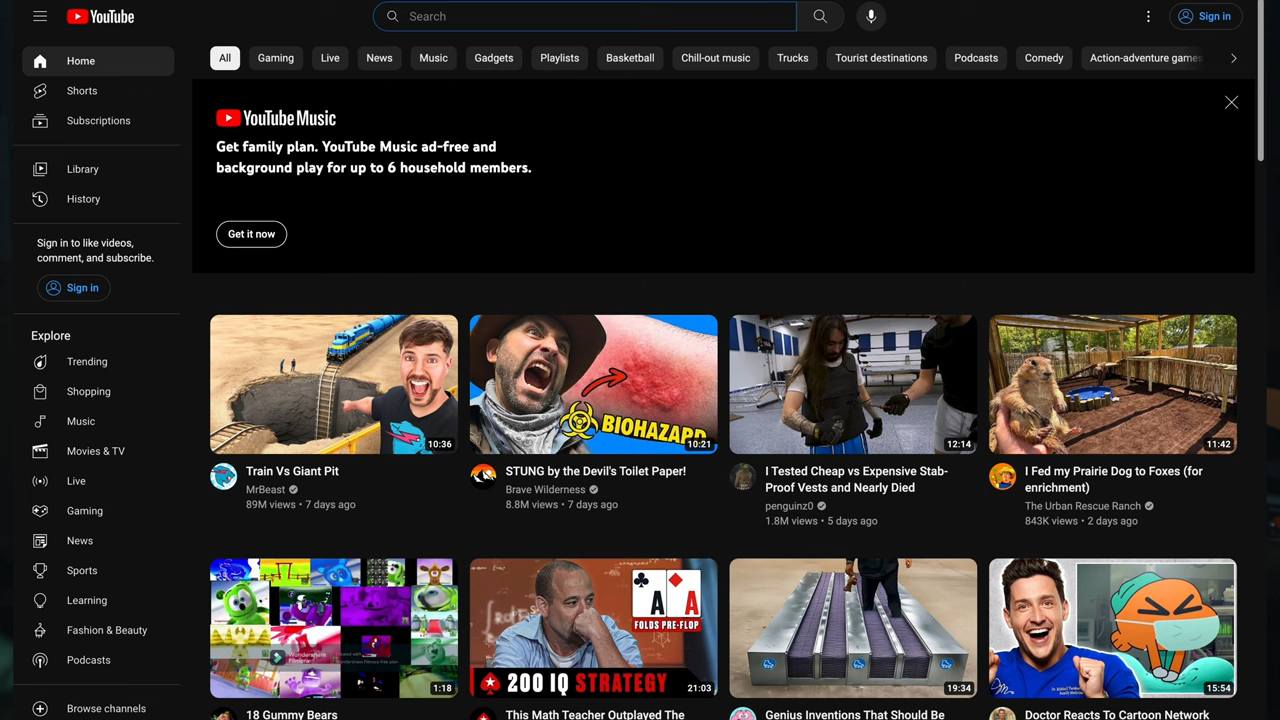 YouTube
Search
Sign in
Home
Shorts
Subscriptions
Library
History
Sign in to like videos,
comment, and subscribe.
Sign in
Explore
Trending
Shopping
Music
Movies & TV
Live
Gaming
News
Sports
Learning
Fashion & Beauty
Podcasts
Browse channels
All
Gaming
Live
News
Music
Gadgets
Playlists
Basketball
Chill-out music
Trucks
Tourist destinations
Podcasts
Comedy
Action-adventure games
YouTube Music
Get family plan. YouTube Music ad-free and
background play for up to 6 household members.
Get it now
10:36
Train Vs Giant Pit
MrBeast
89M views • 7 days ago
BIOHAZARD
10:21
STUNG by the Devil's Toilet Paper!
Brave Wilderness
8.8M views • 7 days ago
12:14
I Tested Cheap vs Expensive Stab-
Proof Vests and Nearly Died
penguinz0
1.8M views • 5 days ago
11:42
I Fed my Prairie Dog to Foxes (for
enrichment)
The Urban Rescue Ranch
843K views • 2 days ago
Wondershare
Filmora
1:18
18 Gummy Bears
A A
FOLDS PRE-FLOP
200 IQ STRATEGY
21:03
This Math Teacher Outplayed The
19:34
Genius Inventions That Should Be
15:54
Doctor Reacts To Cartoon Network